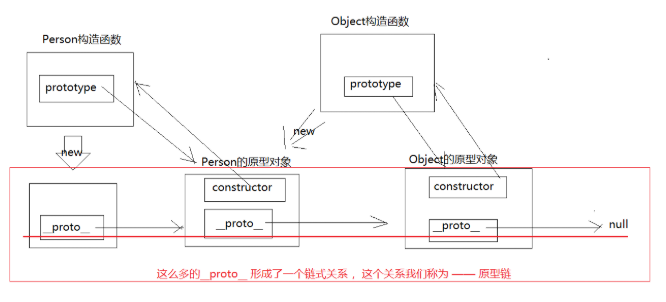 Person构造函数
Object构造函数
prototype
prototype
new
new
Person的原型对象
Object的原型对象
constructor
constructor
__proto__
__proto__
__proto__
null
这么多的__proto__ 形成了一个链式关系 ，这个关系我们称为 —— 原型链